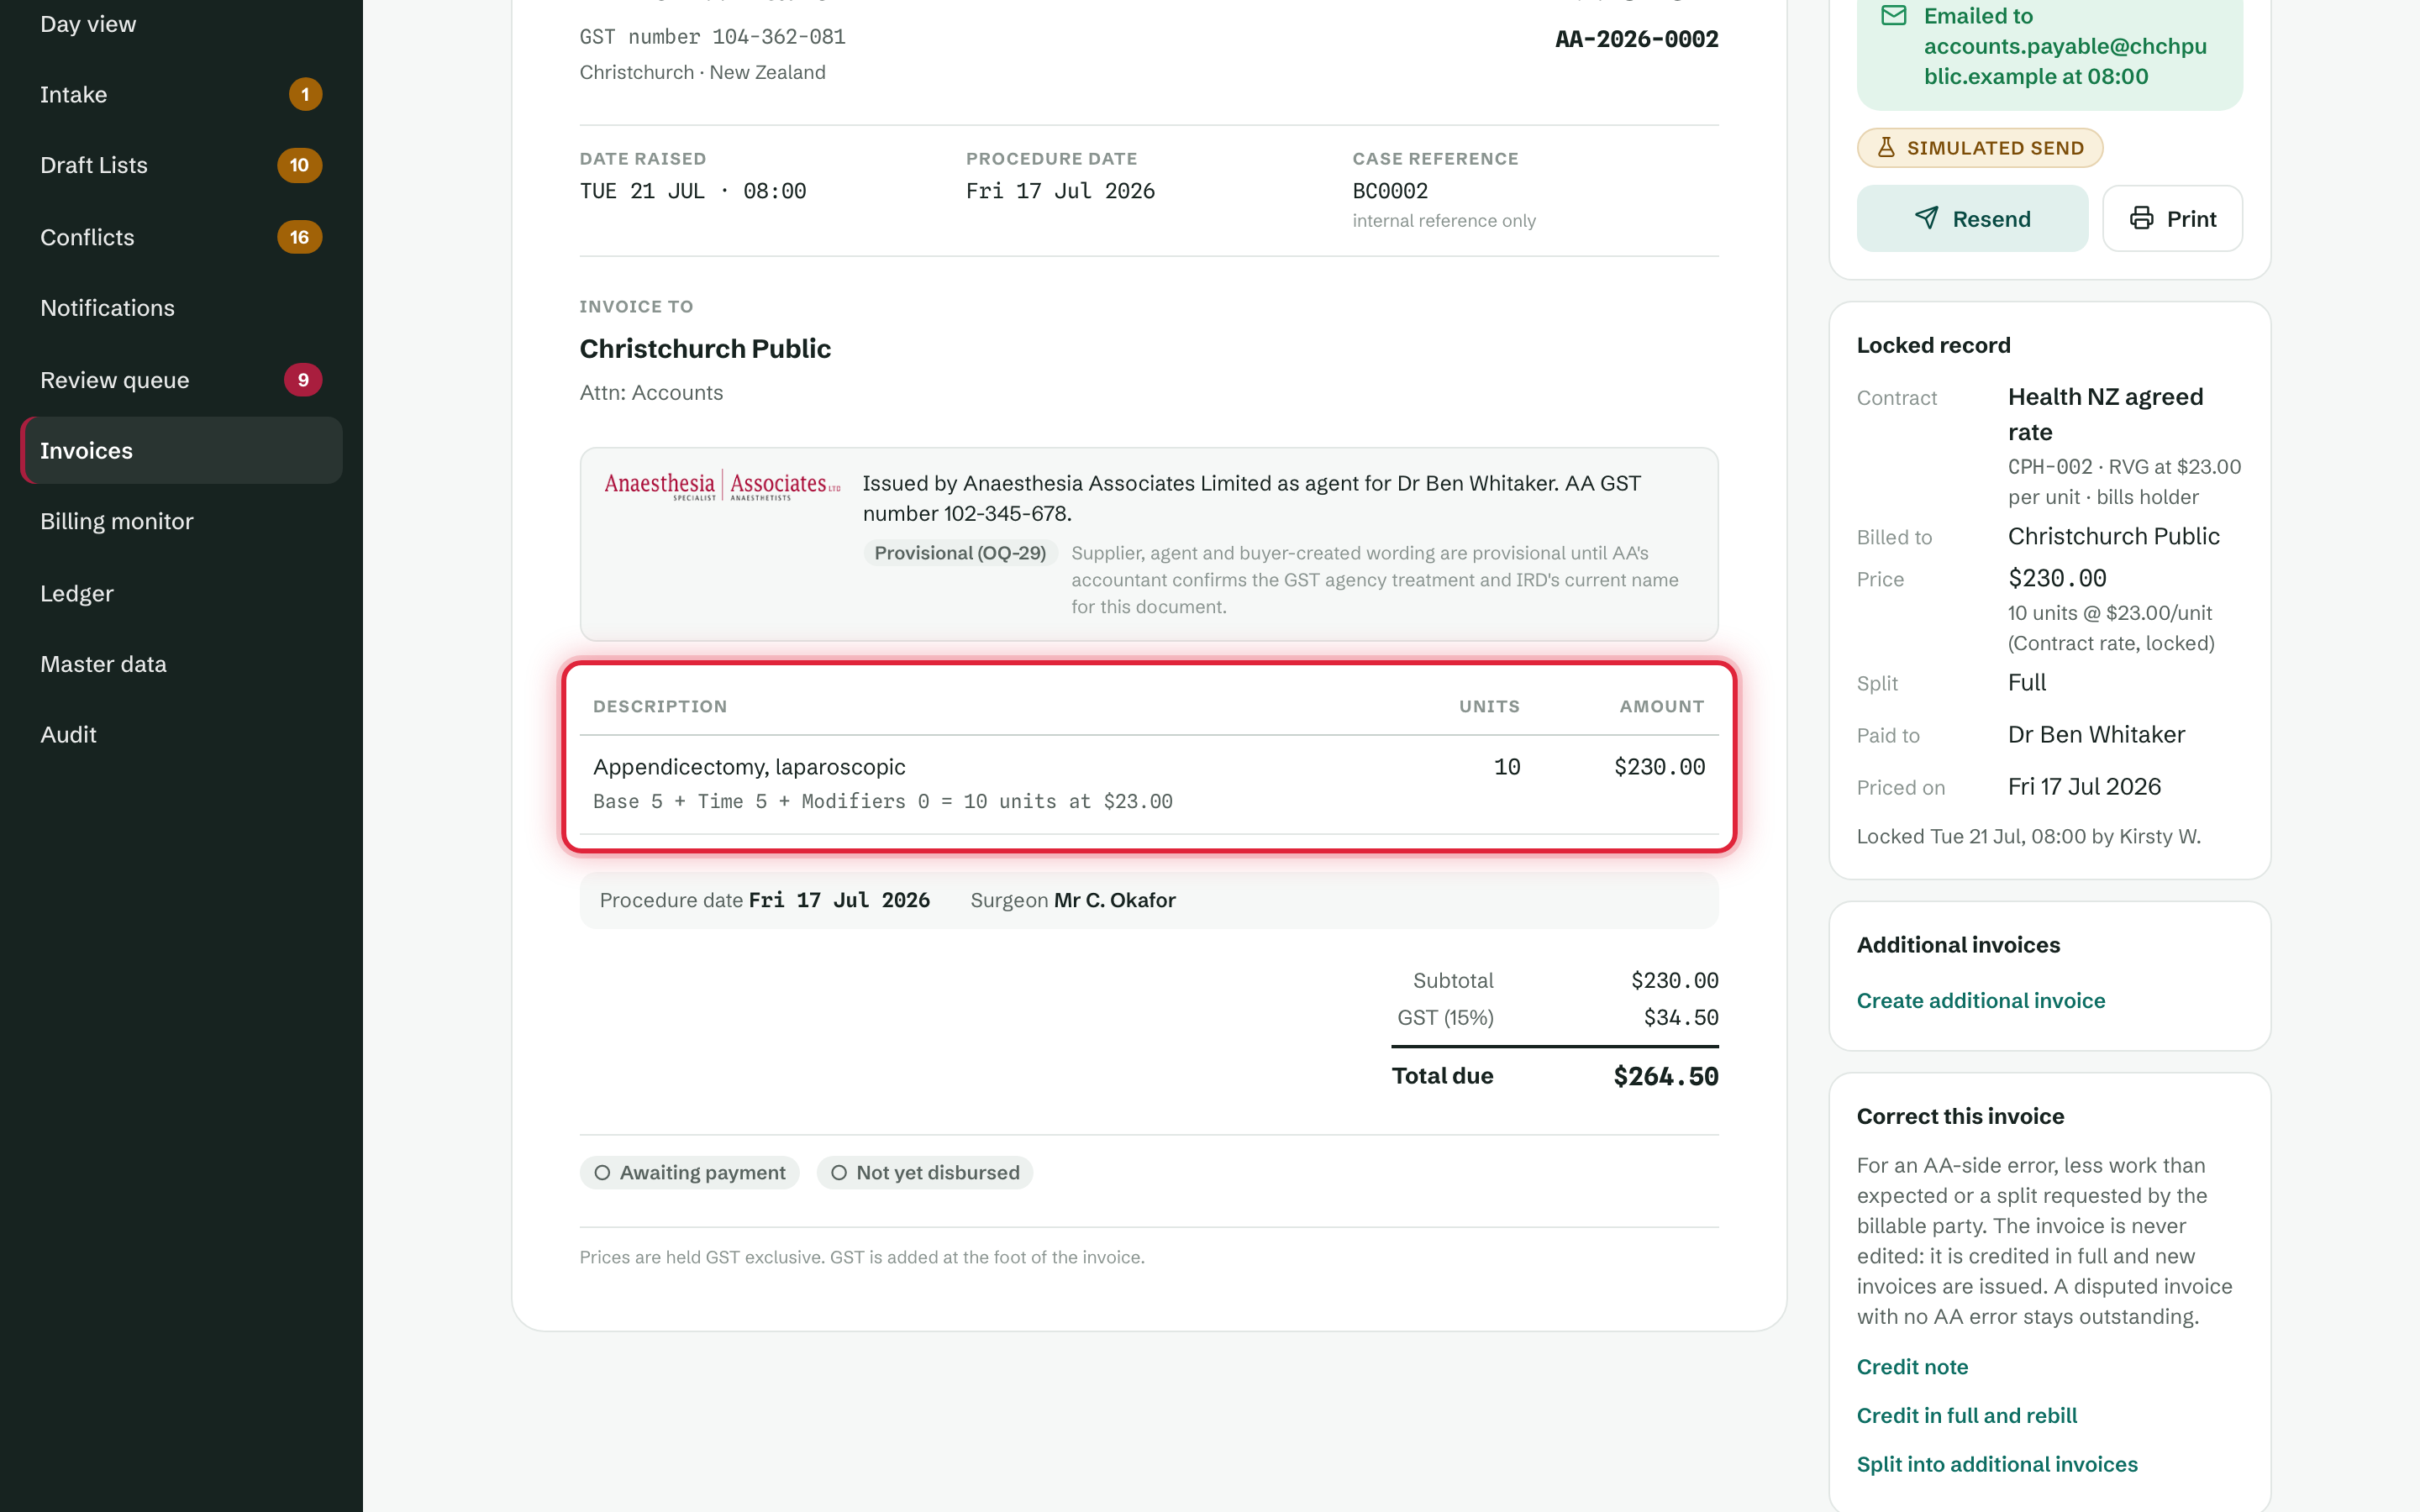 Day view
Intake
1
Draft Lists
10
Conflicts
16
Notifications
Review queue
9
Invoices
Billing monitor
Ledger
Master data
Audit
GST number 104-362-081
AA-2026-0002
Christchurch · New Zealand
DATE RAISED
TUE 21 JUL · 08:00
PROCEDURE DATE
Fri 17 Jul 2026
CASE REFERENCE
BC0002
internal reference only
INVOICE TO
Christchurch Public
Attn: Accounts
Anaesthesia Associates LTD
SPECIALIST ANAESTHETISTS
Issued by Anaesthesia Associates Limited as agent for Dr Ben Whitaker. AA GST
number 102-345-678.
Provisional (OQ-29)
Supplier, agent and buyer-created wording are provisional until AA's
accountant confirms the GST agency treatment and IRD's current name
for this document.
DESCRIPTION UNITS AMOUNT
Appendicectomy, laparoscopic 10 $230.00
Base 5 + Time 5 + Modifiers 0 = 10 units at $23.00
Procedure date Fri 17 Jul 2026 Surgeon Mr C. Okafor
Subtotal $230.00
GST (15%) $34.50
Total due $264.50
Awaiting payment
Not yet disbursed
Prices are held GST exclusive. GST is added at the foot of the invoice.
Emailed to
accounts.payable@chchpu
blic.example at 08:00
SIMULATED SEND
Resend
Print
Locked record
Contract Health NZ agreed
rate
CPH-002 · RVG at $23.00
per unit · bills holder
Billed to Christchurch Public
Price $230.00
10 units @ $23.00/unit
(Contract rate, locked)
Split Full
Paid to Dr Ben Whitaker
Priced on Fri 17 Jul 2026
Locked Tue 21 Jul, 08:00 by Kirsty W.
Additional invoices
Create additional invoice
Correct this invoice
For an AA-side error, less work than
expected or a split requested by the
billable party. The invoice is never
edited: it is credited in full and new
invoices are issued. A disputed invoice
with no AA error stays outstanding.
Credit note
Credit in full and rebill
Split into additional invoices